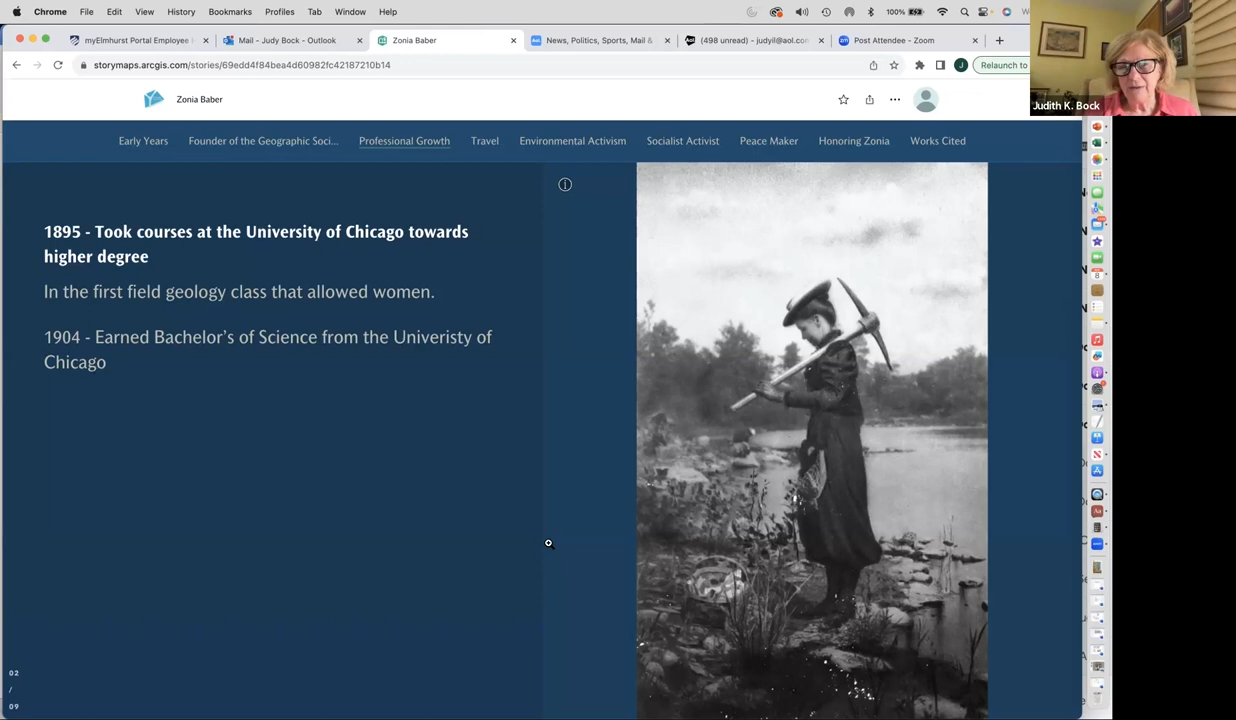 Chrome File Edit View History Bookmarks Profiles Tab Window Help 100%
myElmhurst Portal Employee
Mail - Judy Bock - Outlook
Zonia Baber
News, Politics, Sports, Mail &
(498 unread) - judyil@aol.com
Post Attendee - Zoom
storymaps.arcgis.com/stories/69edd4f84bea4d60982fc42187210b14
J
Relaunch to
Judith K. Bock
Zonia Baber
Early Years Founder of the Geographic Soci... Professional Growth Travel Environmental Activism Socialist Activist Peace Maker Honoring Zonia Works Cited
1895 - Took courses at the University of Chicago towards
higher degree
In the first field geology class that allowed women.
1904 - Earned Bachelor's of Science from the Univeristy of
Chicago
02
/
09